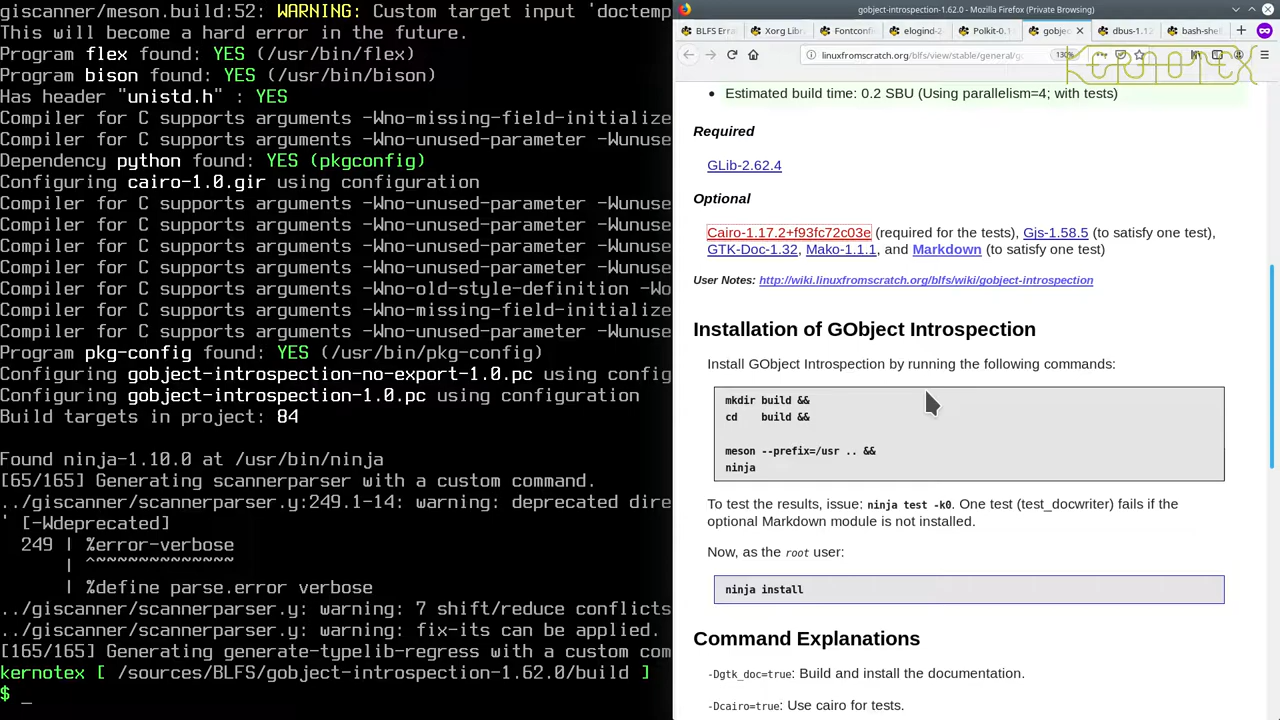 giscanner/meson.build:52: WARNING: Custom target input 'doctemp
This will become a hard error in the future.
Program flex found: YES (/usr/bin/flex)
Program bison found: YES (/usr/bin/bison)
Has header "unistd.h" : YES
Compiler for C supports arguments -Wno-missing-field-initialize
Compiler for C supports arguments -Wno-unused-parameter -Wunuse
Dependency python found: YES (pkgconfig)
Configuring cairo-1.0.gir using configuration
Compiler for C supports arguments -Wno-unused-parameter -Wunuse
Compiler for C supports arguments -Wno-unused-parameter -Wunuse
Compiler for C supports arguments -Wno-unused-parameter -Wunuse
Compiler for C supports arguments -Wno-unused-parameter -Wunuse
Compiler for C supports arguments -Wno-old-style-definition -Wo
Compiler for C supports arguments -Wno-missing-field-initialize
Compiler for C supports arguments -Wno-unused-parameter -Wunuse
Program pkg-config found: YES (/usr/bin/pkg-config)
Configuring gobject-introspection-no-export-1.0.pc using config
Configuring gobject-introspection-1.0.pc using configuration
Build targets in project: 84
Found ninja-1.10.0 at /usr/bin/ninja
[65/165] Generating scannerparser with a custom command.
../giscanner/scannerparser.y:249.1-14: warning: deprecated dire
' [-Wdeprecated]
249 | %error-verbose
| ^~~~~~~~~~~~~~
| %define parse.error verbose
../giscanner/scannerparser.y: warning: 7 shift/reduce conflicts
../giscanner/scannerparser.y: warning: fix-its can be applied.
[165/165] Generating generate-typelib-regress with a custom com
kernotex [ /sources/BLFS/gobject-introspection-1.62.0/build ]
$ _
gobject-introspection-1.62.0 - Mozilla Firefox (Private Browsing)
BLFS Erra
Xorg Libra
Fontconf
elogind-2
Polkit-0.1
gobje
dbus-1.12
bash-shel
linuxfromscratch.org/blfs/view/stable/general/g
130%
KERNOTEX
Estimated build time: 0.2 SBU (Using parallelism=4; with tests)
Required
GLib-2.62.4
Optional
Cairo-1.17.2+f93fc72c03e (required for the tests), Gjs-1.58.5 (to satisfy one test),
GTK-Doc-1.32, Mako-1.1.1, and Markdown (to satisfy one test)
User Notes: http://wiki.linuxfromscratch.org/blfs/wiki/gobject-introspection
Installation of GObject Introspection
Install GObject Introspection by running the following commands:
mkdir build &&
cd build &&
meson --prefix=/usr .. &&
ninja
To test the results, issue: ninja test -k0. One test (test_docwriter) fails if the
optional Markdown module is not installed.
Now, as the root user:
ninja install
Command Explanations
-Dgtk_doc=true: Build and install the documentation.
-Dcairo=true: Use cairo for tests.